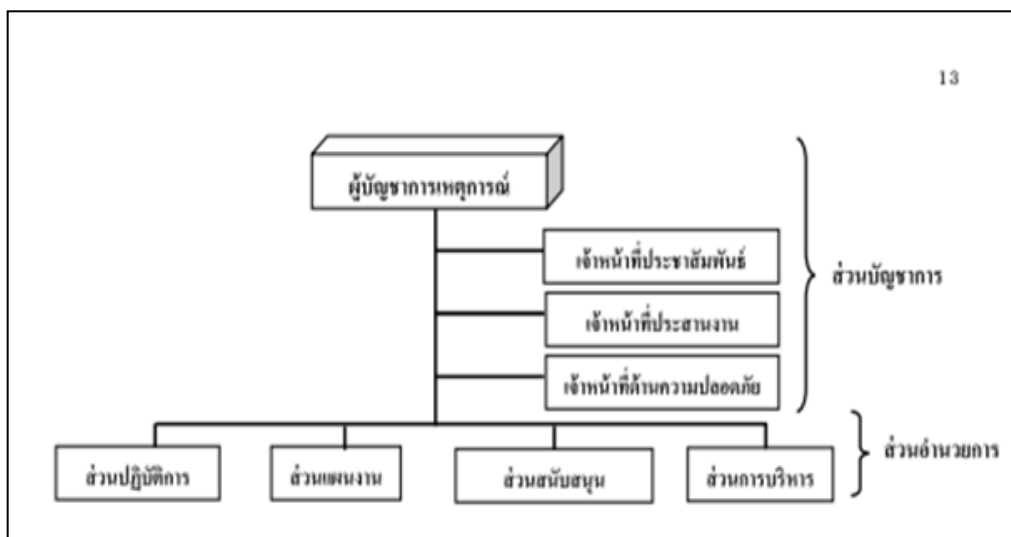 13
ผู้บัญชาการเหตุการณ์
เจ้าหน้าที่ประชาสัมพันธ์
ส่วนบัญชาการ
เจ้าหน้าที่ประสานงาน
เจ้าหน้าที่ด้านความปลอดภัย
ส่วนอำนวยการ
ส่วนปฏิบัติการ
ส่วนแผนงาน
ส่วนสนับสนุน
ส่วนการบริหาร